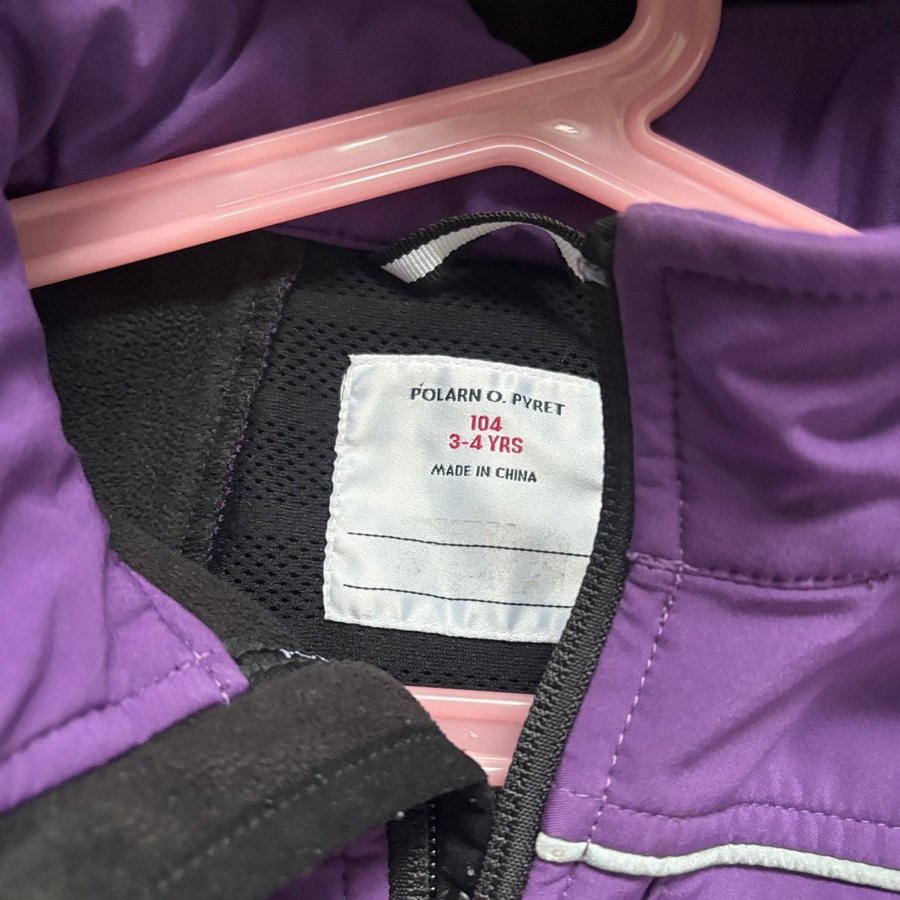 POLARN O. PYRET
104
3-4 YRS
MADE IN CHINA